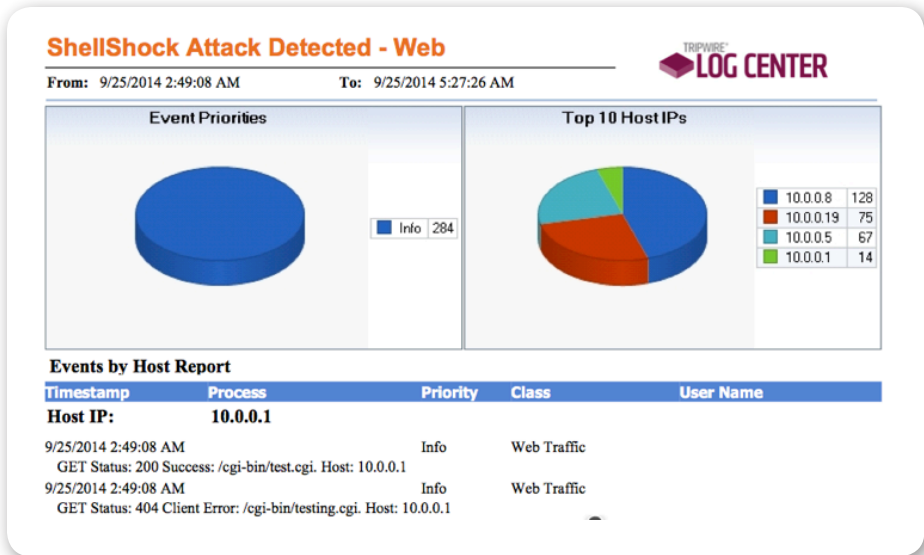 ShellShock Attack Detected - Web
TRIPWIRE
LOG CENTER
From: 9/25/2014 2:49:08 AM To: 9/25/2014 5:27:26 AM
Event Priorities
Info 284
Top 10 Host IPs
10.0.0.8 128
10.0.0.19 75
10.0.0.5 67
10.0.0.1 14
Events by Host Report
Timestamp Process Priority Class User Name
Host IP: 10.0.0.1
9/25/2014 2:49:08 AM Info Web Traffic
GET Status: 200 Success: /cgi-bin/test.cgi. Host: 10.0.0.1
9/25/2014 2:49:08 AM Info Web Traffic
GET Status: 404 Client Error: /cgi-bin/testing.cgi. Host: 10.0.0.1